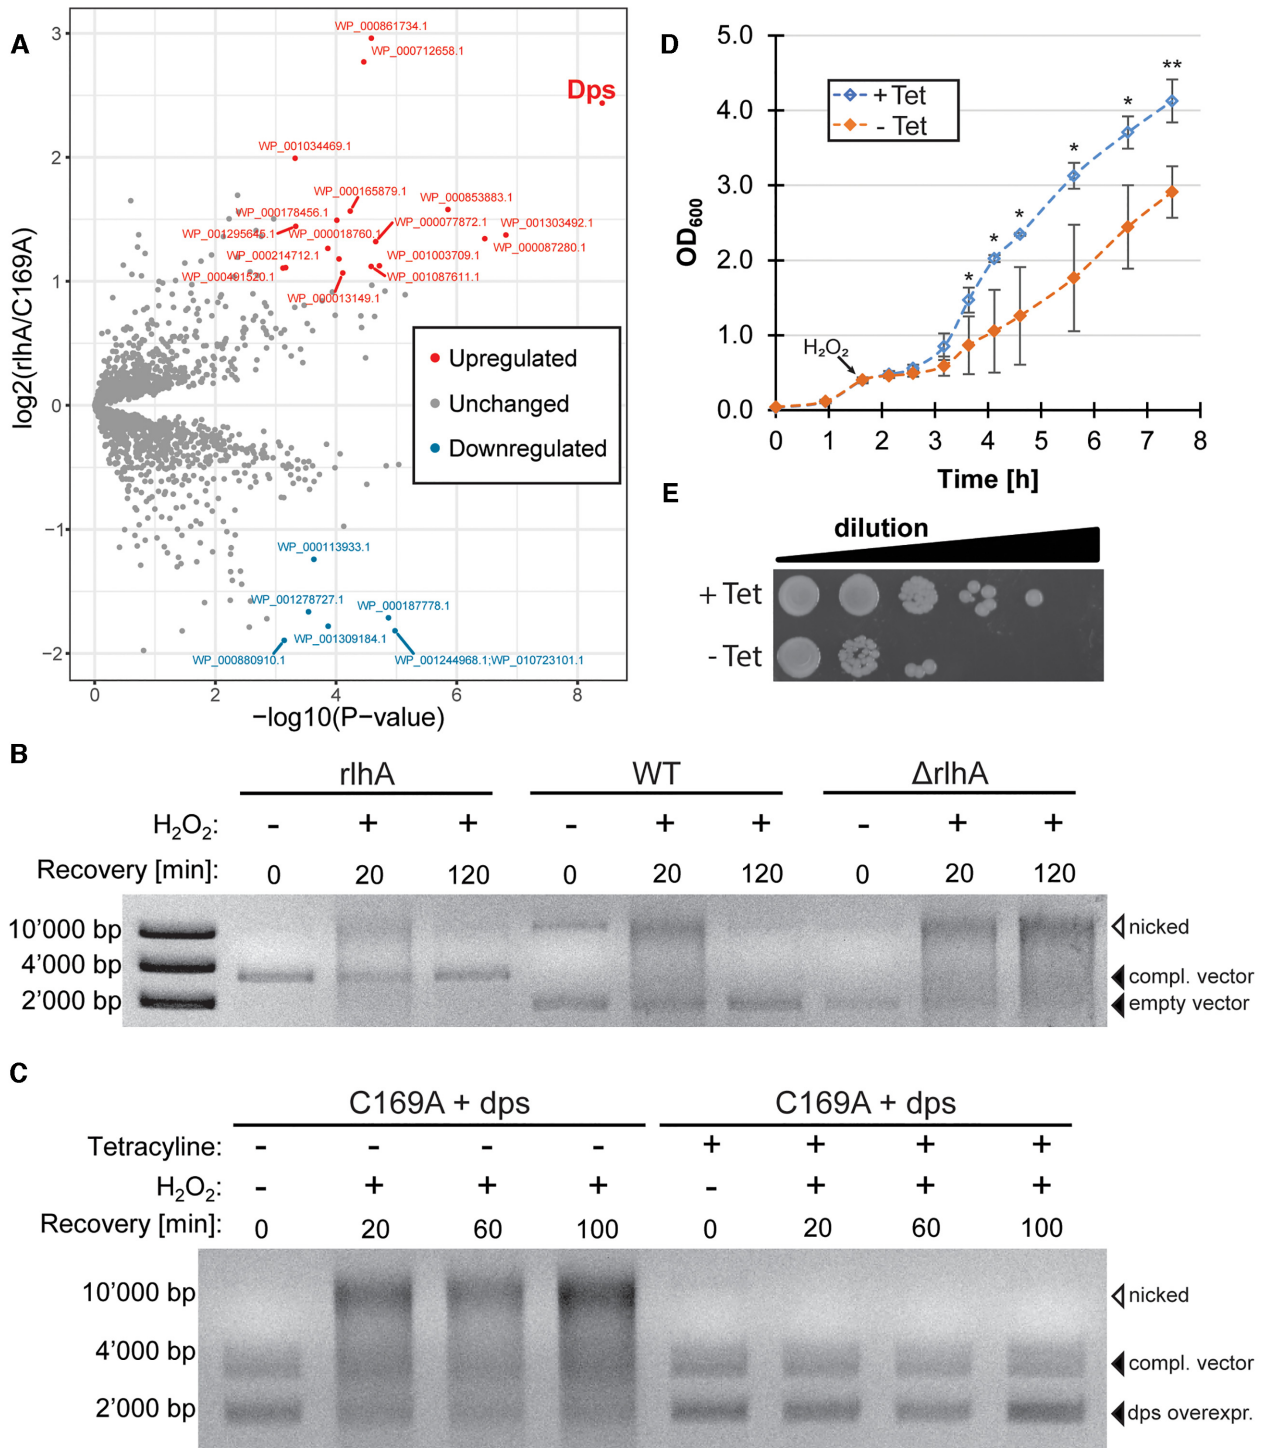 A
3
2
1
0
−1
−2
log2(rlhA/C169A)
WP_000861734.1
WP_000712658.1
Dps
WP_001034469.1
WP_000165879.1
WP_000853883.1
WP_000178456.1
WP_000077872.1
WP_001303492.1
WP_001295645.1
WP_000018760.1
WP_000087280.1
WP_000214712.1
WP_001003709.1
WP_000491520.1
WP_001087611.1
WP_000013149.1
Upregulated
Unchanged
Downregulated
WP_000113933.1
WP_001278727.1
WP_000187778.1
WP_001309184.1
WP_000880910.1
WP_001244968.1;WP_010723101.1
0 2 4 6 8
−log10(P−value)
D
5.0
4.0
3.0
2.0
1.0
0.0
OD600
+ Tet
- Tet
H2O2
* * * * * **
0 1 2 3 4 5 6 7 8
Time [h]
E
dilution
+ Tet
- Tet
B
rlhA WT ΔrlhA
H2O2: - + + - + + - + +
Recovery [min]: 0 20 120 0 20 120 0 20 120
10’000 bp
4’000 bp
2’000 bp
nicked
compl. vector
empty vector
C
C169A + dps C169A + dps
Tetracyline: - - - - + + + +
H2O2: - + + + - + + +
Recovery [min]: 0 20 60 100 0 20 60 100
10’000 bp
4’000 bp
2’000 bp
nicked
compl. vector
dps overexpr.